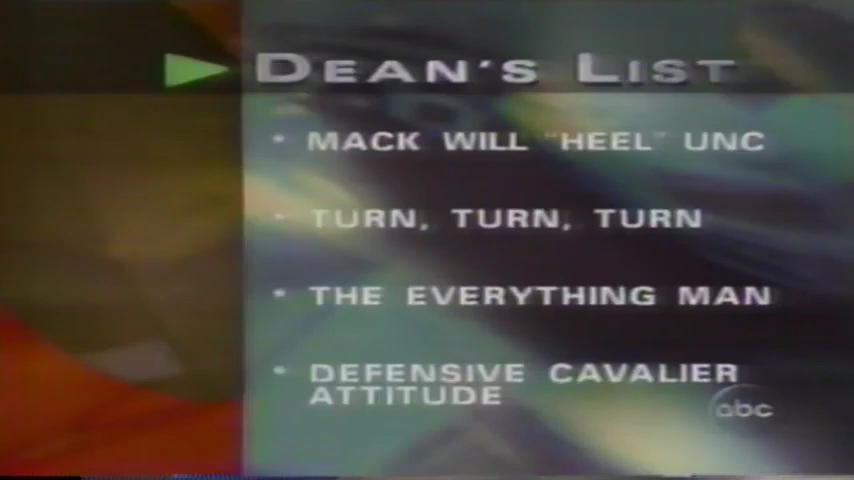 DEAN'S LIST
• MACK WILL "HEEL" UNC
• TURN, TURN, TURN
• THE EVERYTHING MAN
• DEFENSIVE CAVALIER
ATTITUDE
abc